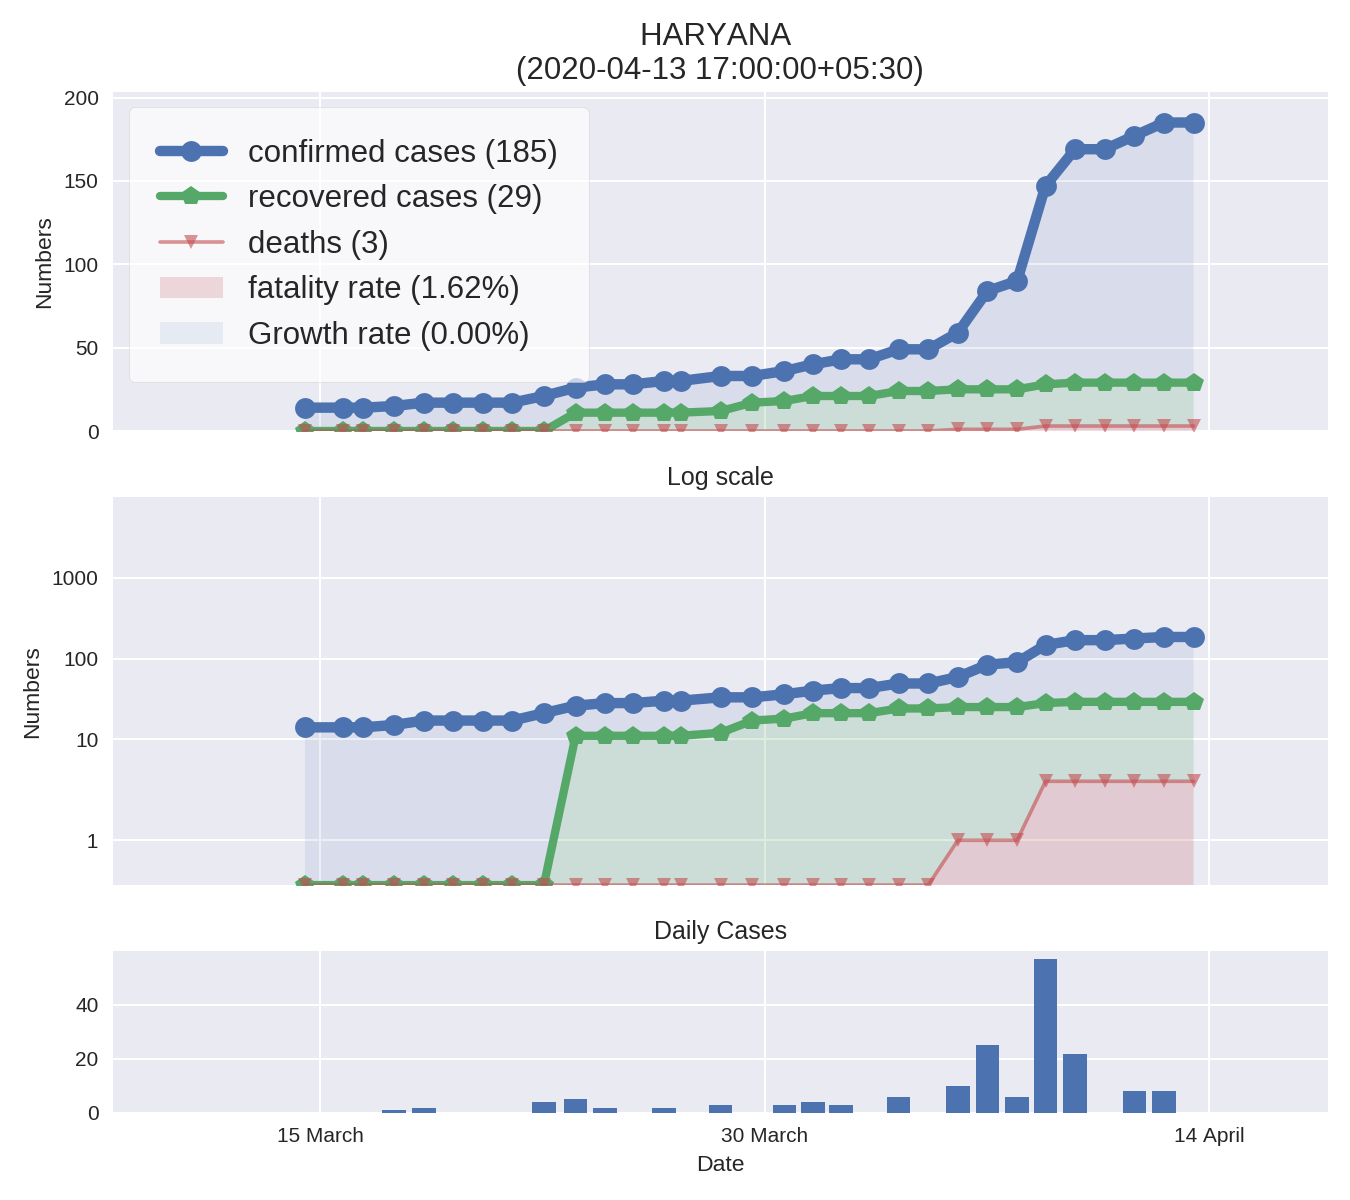 HARYANA
(2020-04-13 17:00:00+05:30)
200
150
100
50
0
Numbers
confirmed cases (185)
recovered cases (29)
deaths (3)
fatality rate (1.62%)
Growth rate (0.00%)
Log scale
1000
100
10
1
Numbers
Daily Cases
40
20
0
15 March
30 March
14 April
Date